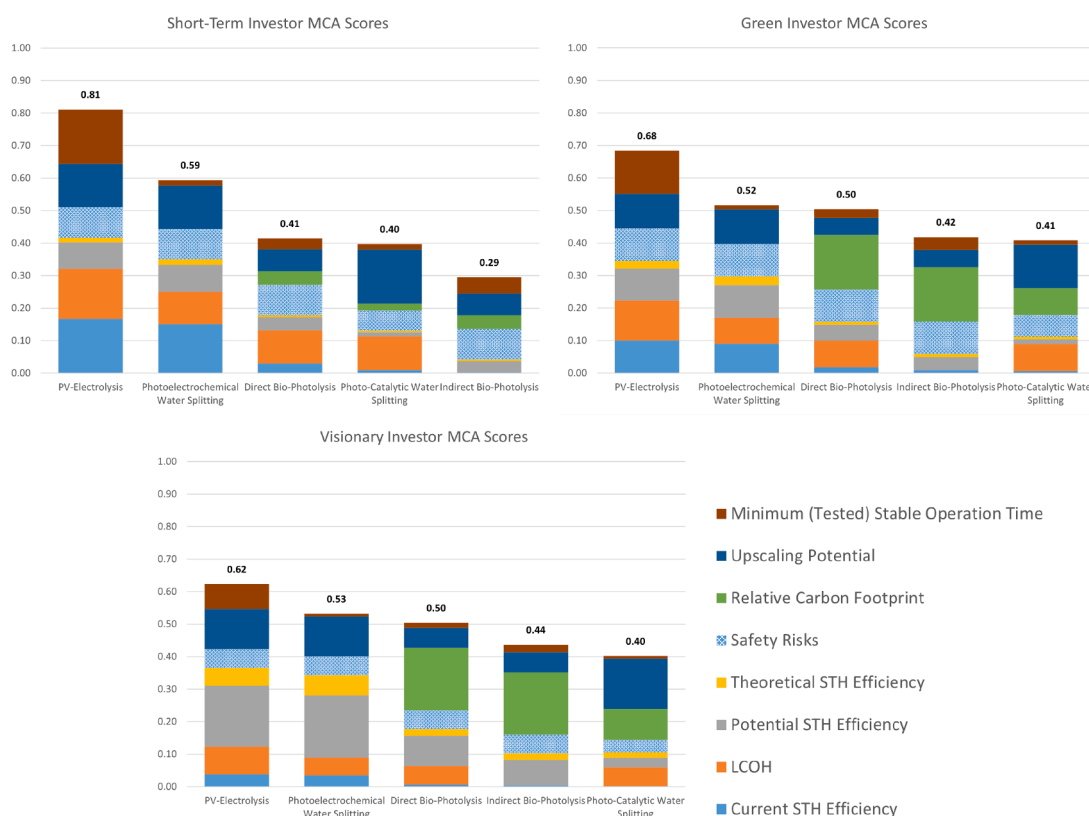 Short-Term Investor MCA Scores
1.00
0.90
0.80
0.70
0.60
0.50
0.40
0.30
0.20
0.10
0.00
0.81
0.59
0.41
0.40
0.29
PV-Electrolysis
Photoelectrochemical
Water Splitting
Direct Bio-Photolysis
Photo-Catalytic Water
Splitting
Indirect Bio-Photolysis
Green Investor MCA Scores
1.00
0.90
0.80
0.70
0.60
0.50
0.40
0.30
0.20
0.10
0.00
0.68
0.52
0.50
0.42
0.41
PV-Electrolysis
Photoelectrochemical
Water Splitting
Direct Bio-Photolysis
Indirect Bio-Photolysis
Photo-Catalytic Water
Splitting
Visionary Investor MCA Scores
1.00
0.90
0.80
0.70
0.60
0.50
0.40
0.30
0.20
0.10
0.00
0.62
0.53
0.50
0.44
0.40
PV-Electrolysis
Photoelectrochemical
Water Splitting
Direct Bio-Photolysis
Indirect Bio-Photolysis
Photo-Catalytic Water
Splitting
Minimum (Tested) Stable Operation Time
Upscaling Potential
Relative Carbon Footprint
Safety Risks
Theoretical STH Efficiency
Potential STH Efficiency
LCOH
Current STH Efficiency